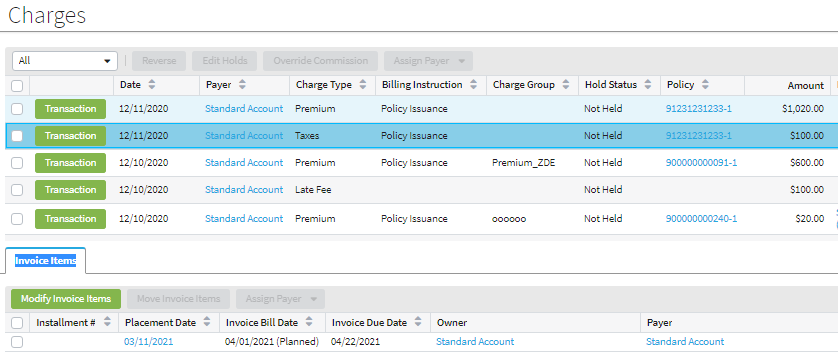 Charges
All Reverse Edit Holds Override Commission Assign Payer
Date Payer Charge Type Billing Instruction Charge Group Hold Status Policy Amount
Transaction 12/11/2020 Standard Account Premium Policy Issuance Not Held 91231231233-1 $1,020.00
Transaction 12/11/2020 Standard Account Taxes Policy Issuance Not Held 91231231233-1 $100.00
Transaction 12/10/2020 Standard Account Premium Policy Issuance Premium_ZDE Not Held 900000000091-1 $600.00
Transaction 12/10/2020 Standard Account Late Fee Not Held $100.00
Transaction 12/10/2020 Standard Account Premium Policy Issuance oooooo Not Held 900000000240-1 $20.00
Invoice Items
Modify Invoice Items Move Invoice Items Assign Payer
Installment # Placement Date Invoice Bill Date Invoice Due Date Owner Payer
03/11/2021 04/01/2021 (Planned) 04/22/2021 Standard Account Standard Account